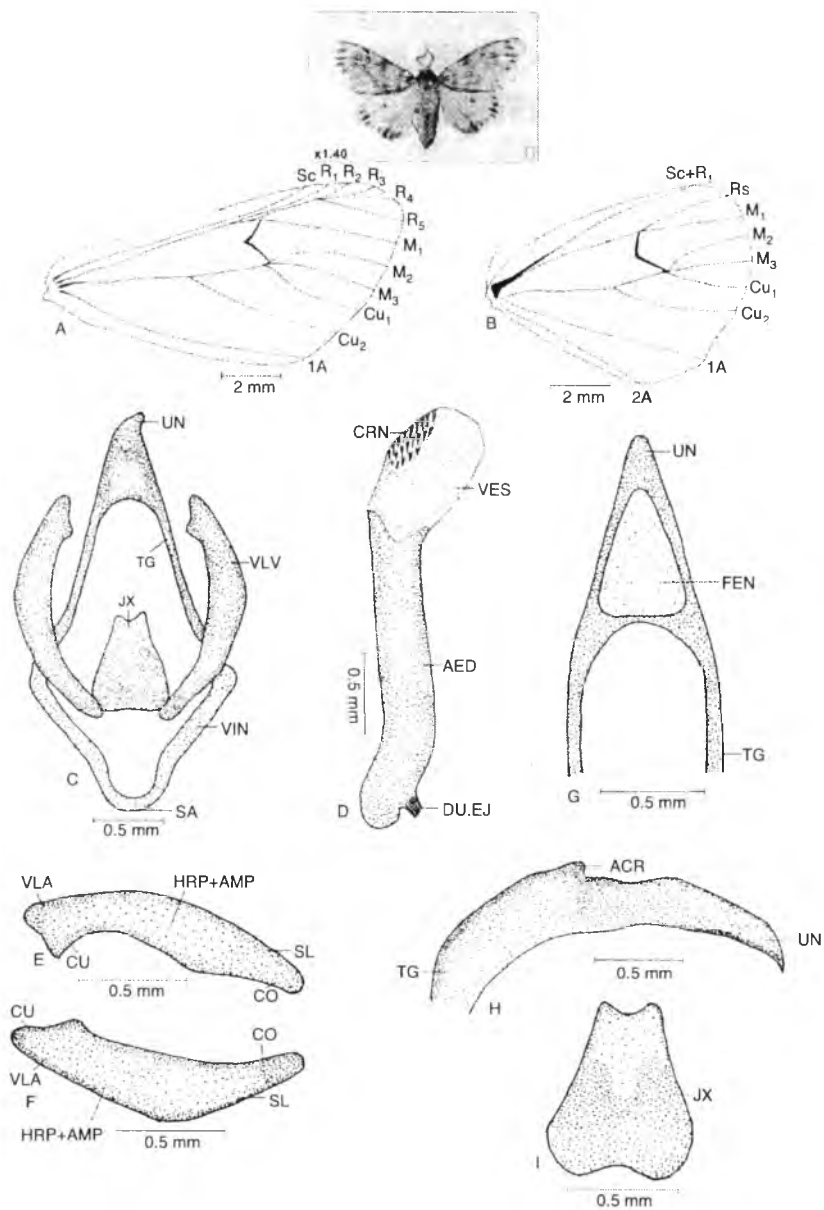 x1.40
Sc R1 R2 R3
R4
R5
M1
M2
M3
Cu1
Cu2
1A
A
2 mm
Sc+R1
Rs
M1
M2
M3
Cu1
Cu2
1A
2A
B
2 mm
UN
TG
VLV
JX
VIN
C
SA
0.5 mm
CRN
VES
0.5 mm
AED
D
DU.EJ
UN
FEN
TG
G
0.5 mm
VLA
HRP+AMP
SL
E
CU
CO
0.5 mm
CU
CO
VLA
F
SL
HRP+AMP
0.5 mm
ACR
UN
TG
0.5 mm
H
JX
I
0.5 mm